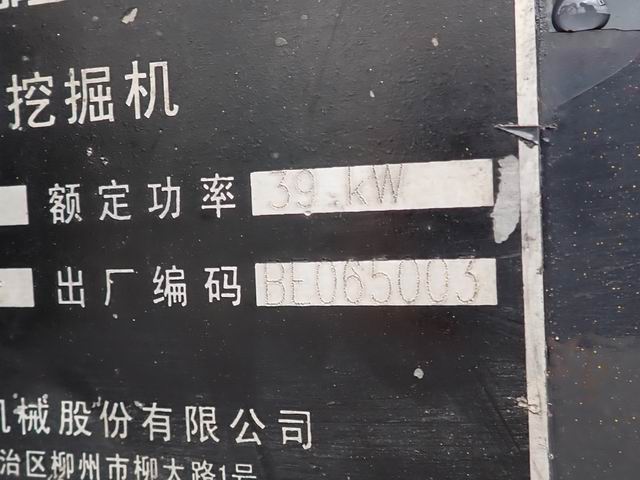 挖掘机
额定功率 39 kW
出厂编码 BE065003
机械股份有限公司
治区柳州市柳太路1号